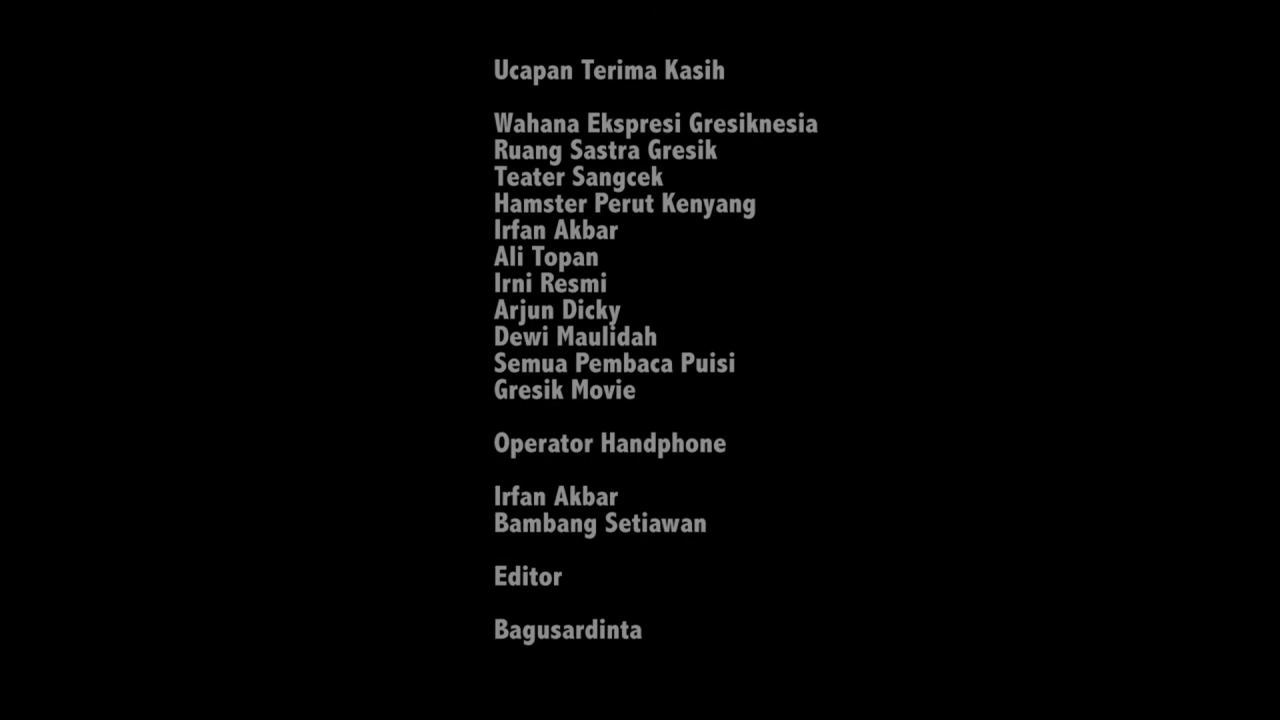 Ucapan Terima Kasih
Wahana Ekspresi Gresiknesia
Ruang Sastra Gresik
Teater Sangcek
Hamster Perut Kenyang
Irfan Akbar
Ali Topan
Irni Resmi
Arjun Dicky
Dewi Maulidah
Semua Pembaca Puisi
Gresik Movie
Operator Handphone
Irfan Akbar
Bambang Setiawan
Editor
Bagusardinta